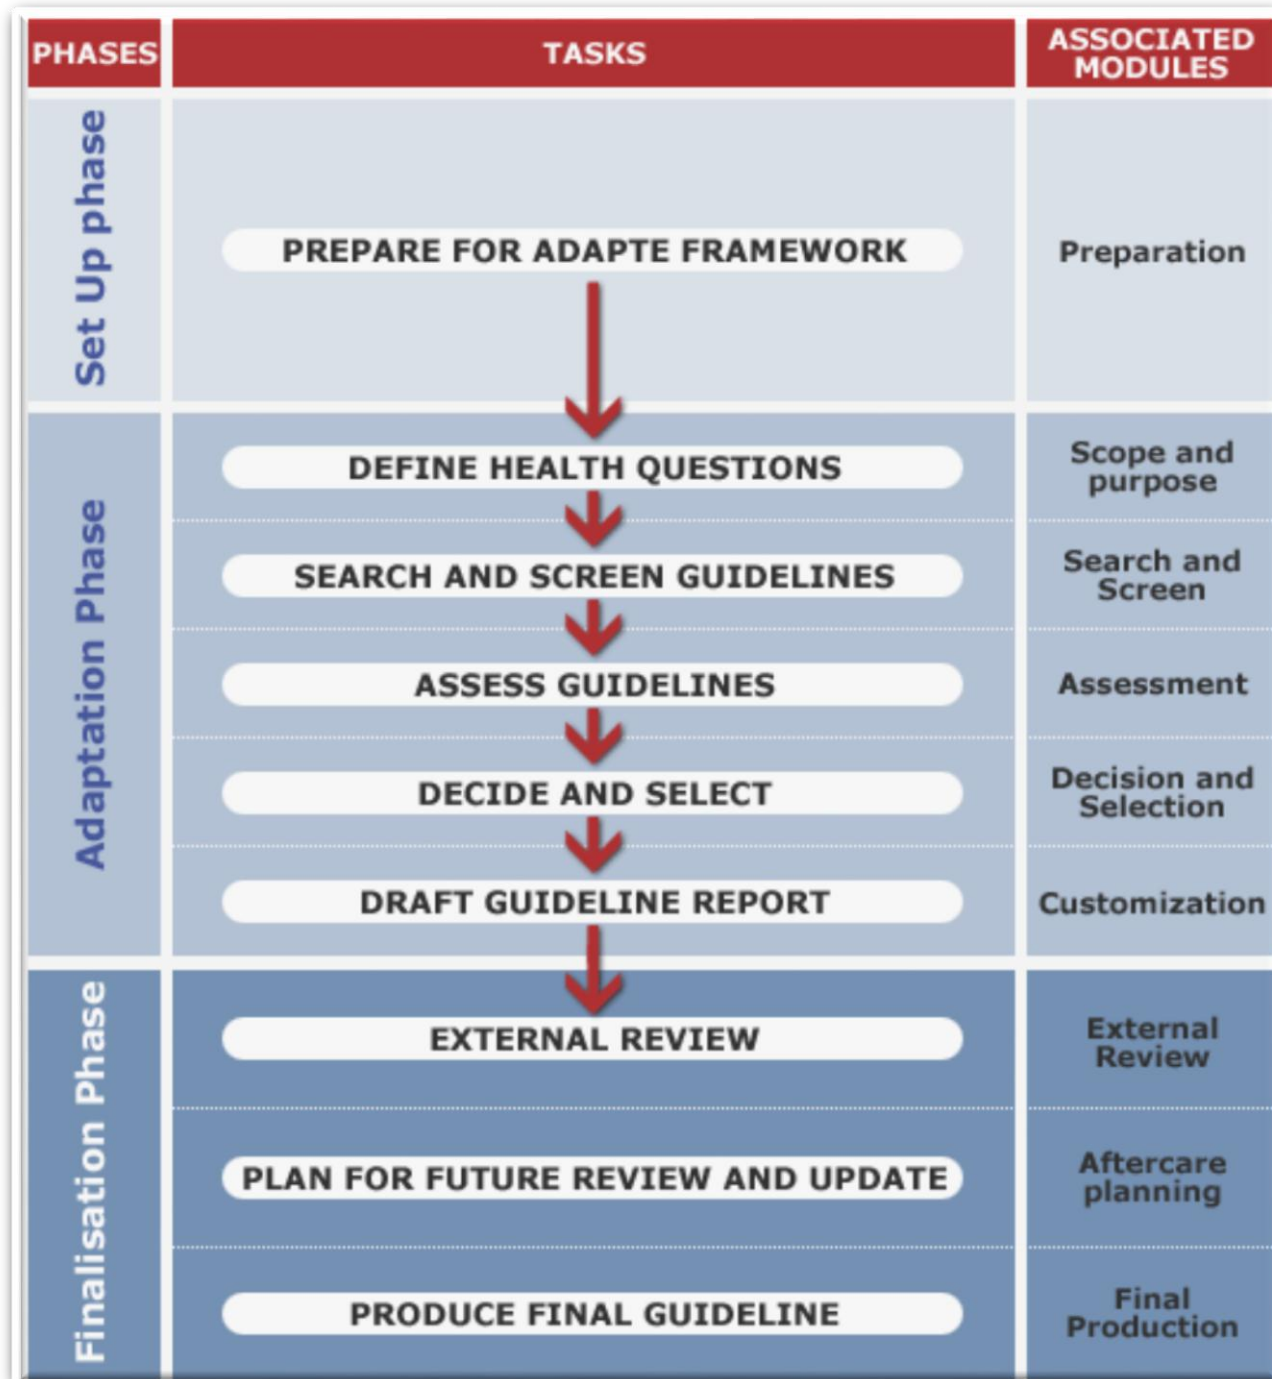 PHASES
TASKS
ASSOCIATED
MODULES
Set Up phase
PREPARE FOR ADAPTE FRAMEWORK
Preparation
Adaptation Phase
DEFINE HEALTH QUESTIONS
Scope and
purpose
SEARCH AND SCREEN GUIDELINES
Search and
Screen
ASSESS GUIDELINES
Assessment
DECIDE AND SELECT
Decision and
Selection
DRAFT GUIDELINE REPORT
Customization
Finalisation Phase
EXTERNAL REVIEW
External
Review
PLAN FOR FUTURE REVIEW AND UPDATE
Aftercare
planning
PRODUCE FINAL GUIDELINE
Final
Production